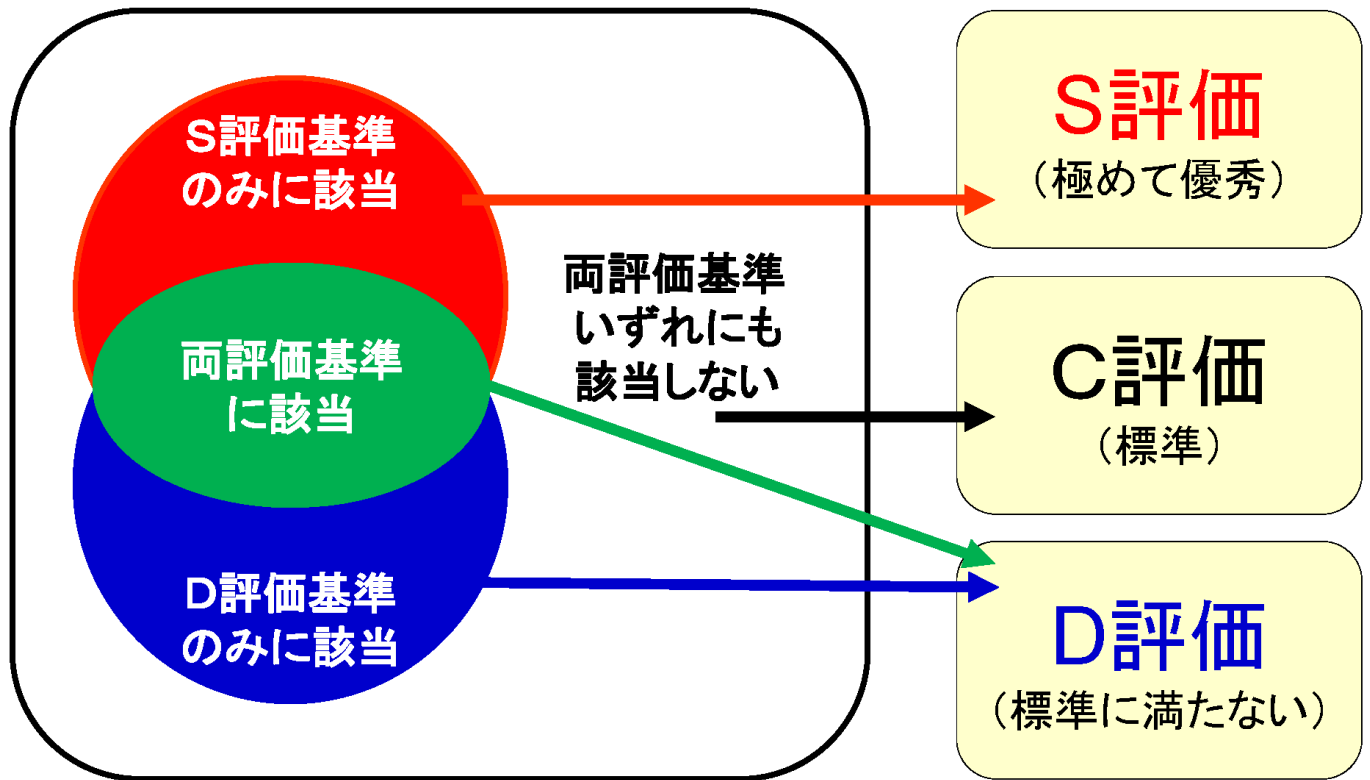 S評価基準
のみに該当
両評価基準
に該当
D評価基準
のみに該当
両評価基準
いずれにも
該当しない
S評価
（極めて優秀）
C評価
（標準）
D評価
（標準に満たない）